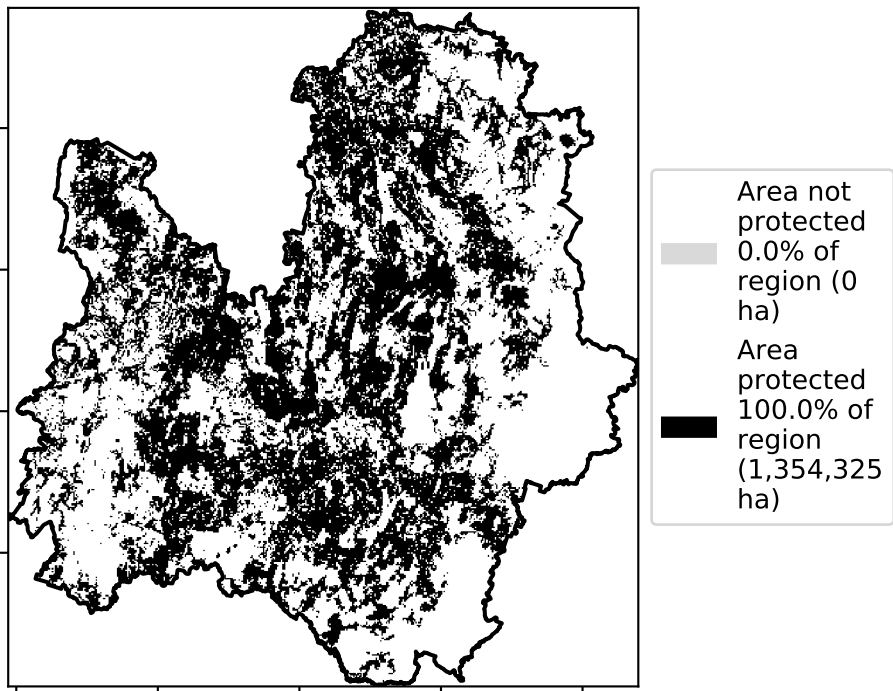 Area not
protected
0.0% of
region (0
ha)
Area
protected
100.0% of
region
(1,354,325
ha)